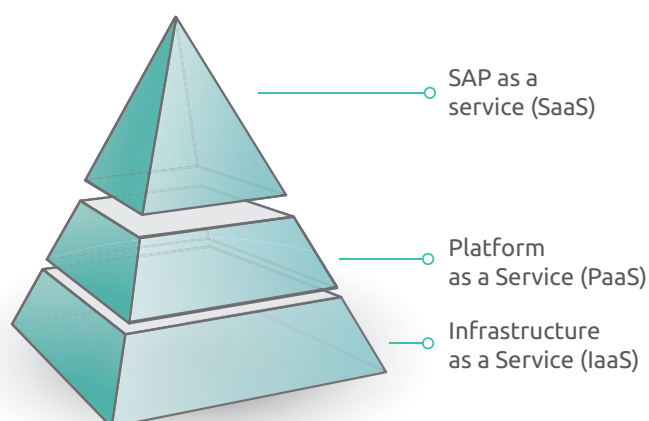 SAP as a
service (SaaS)
Platform
as a Service (PaaS)
Infrastructure
as a Service (IaaS)